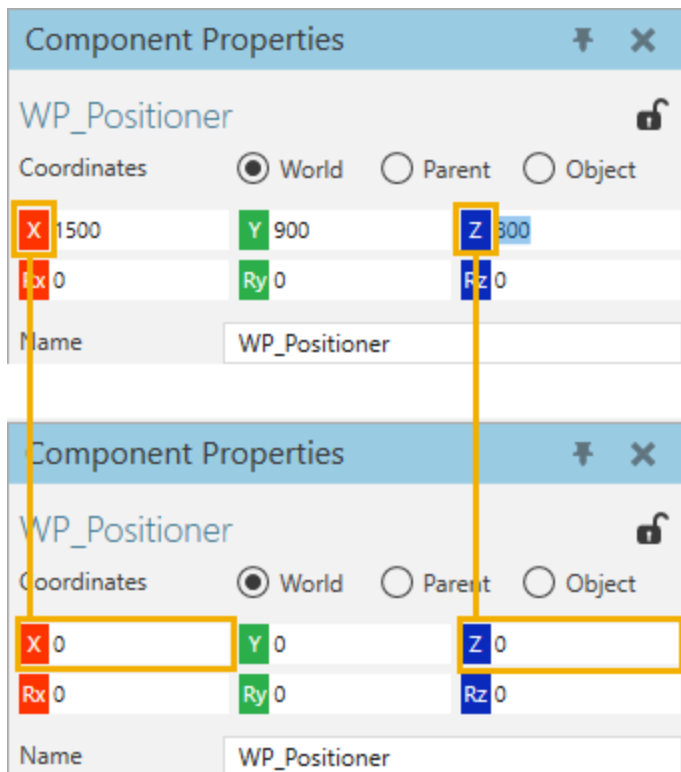 Component Properties
WP_Positioner
Coordinates World Parent Object
X 1500 Y 900 Z 300
Rx 0 Ry 0 Rz 0
Name WP_Positioner
Component Properties
WP_Positioner
Coordinates World Parent Object
X 0 Y 0 Z 0
Rx 0 Ry 0 Rz 0
Name WP_Positioner